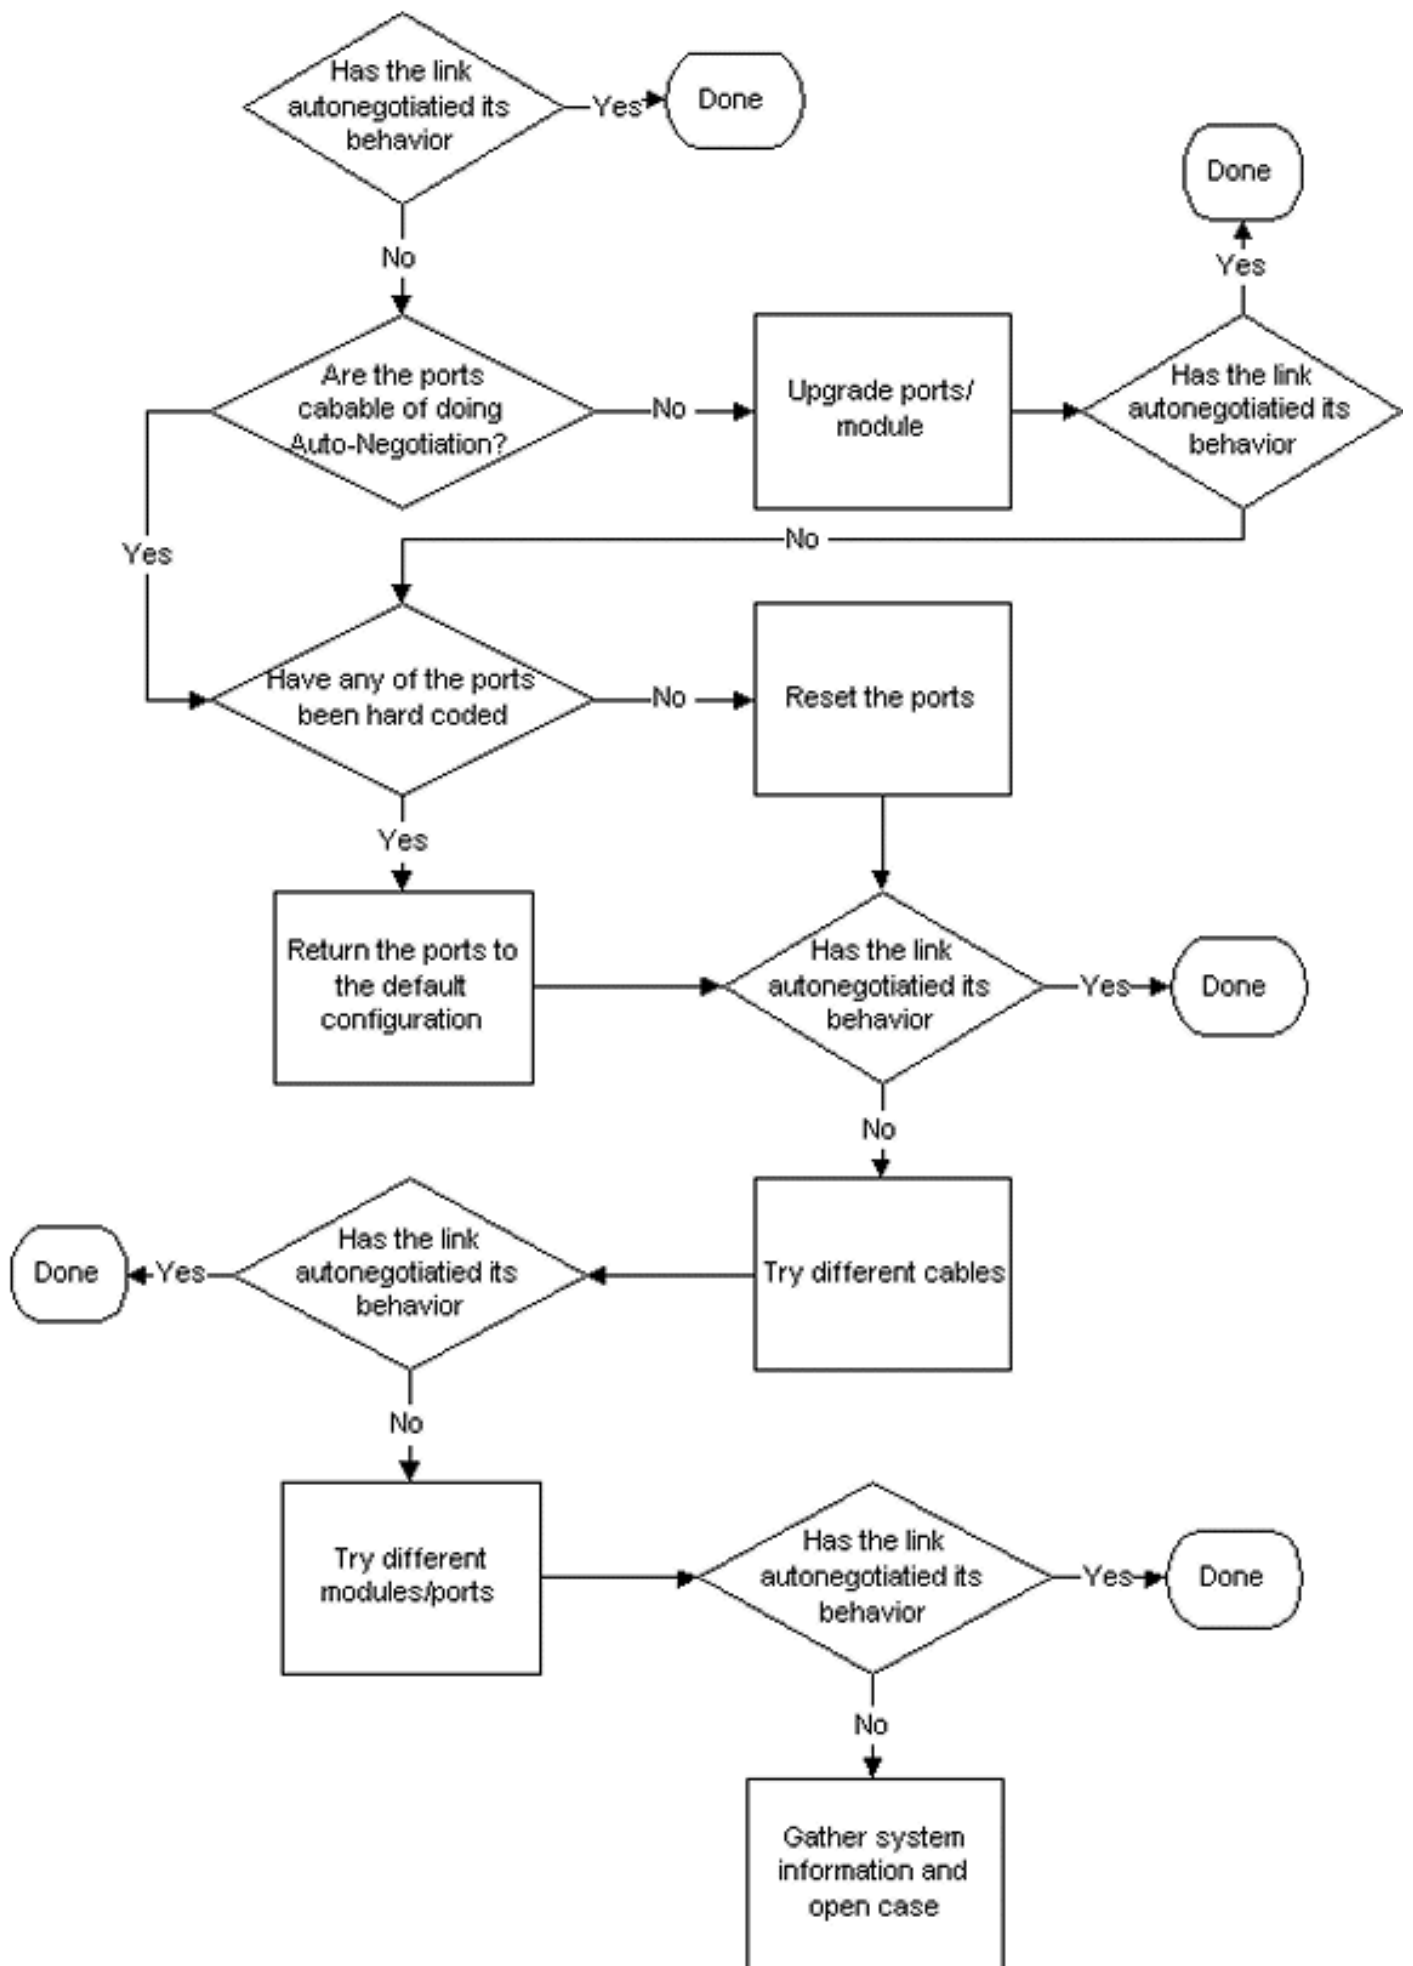 Has the link
autonegotiatied its
behavior
Yes
Done
Done
Yes
No
Are the ports
cabable of doing
Auto-Negotiation?
No
Upgrade ports/
module
Has the link
autonegotiatied its
behavior
Yes
No
Have any of the ports
been hard coded
No
Reset the ports
Yes
Return the ports to
the default
configuration
Has the link
autonegotiatied its
behavior
Yes
Done
No
Done
Yes
Has the link
autonegotiatied its
behavior
Try different cables
No
Try different
modules/ports
Has the link
autonegotiatied its
behavior
Yes
Done
No
Gather system
information and
open case